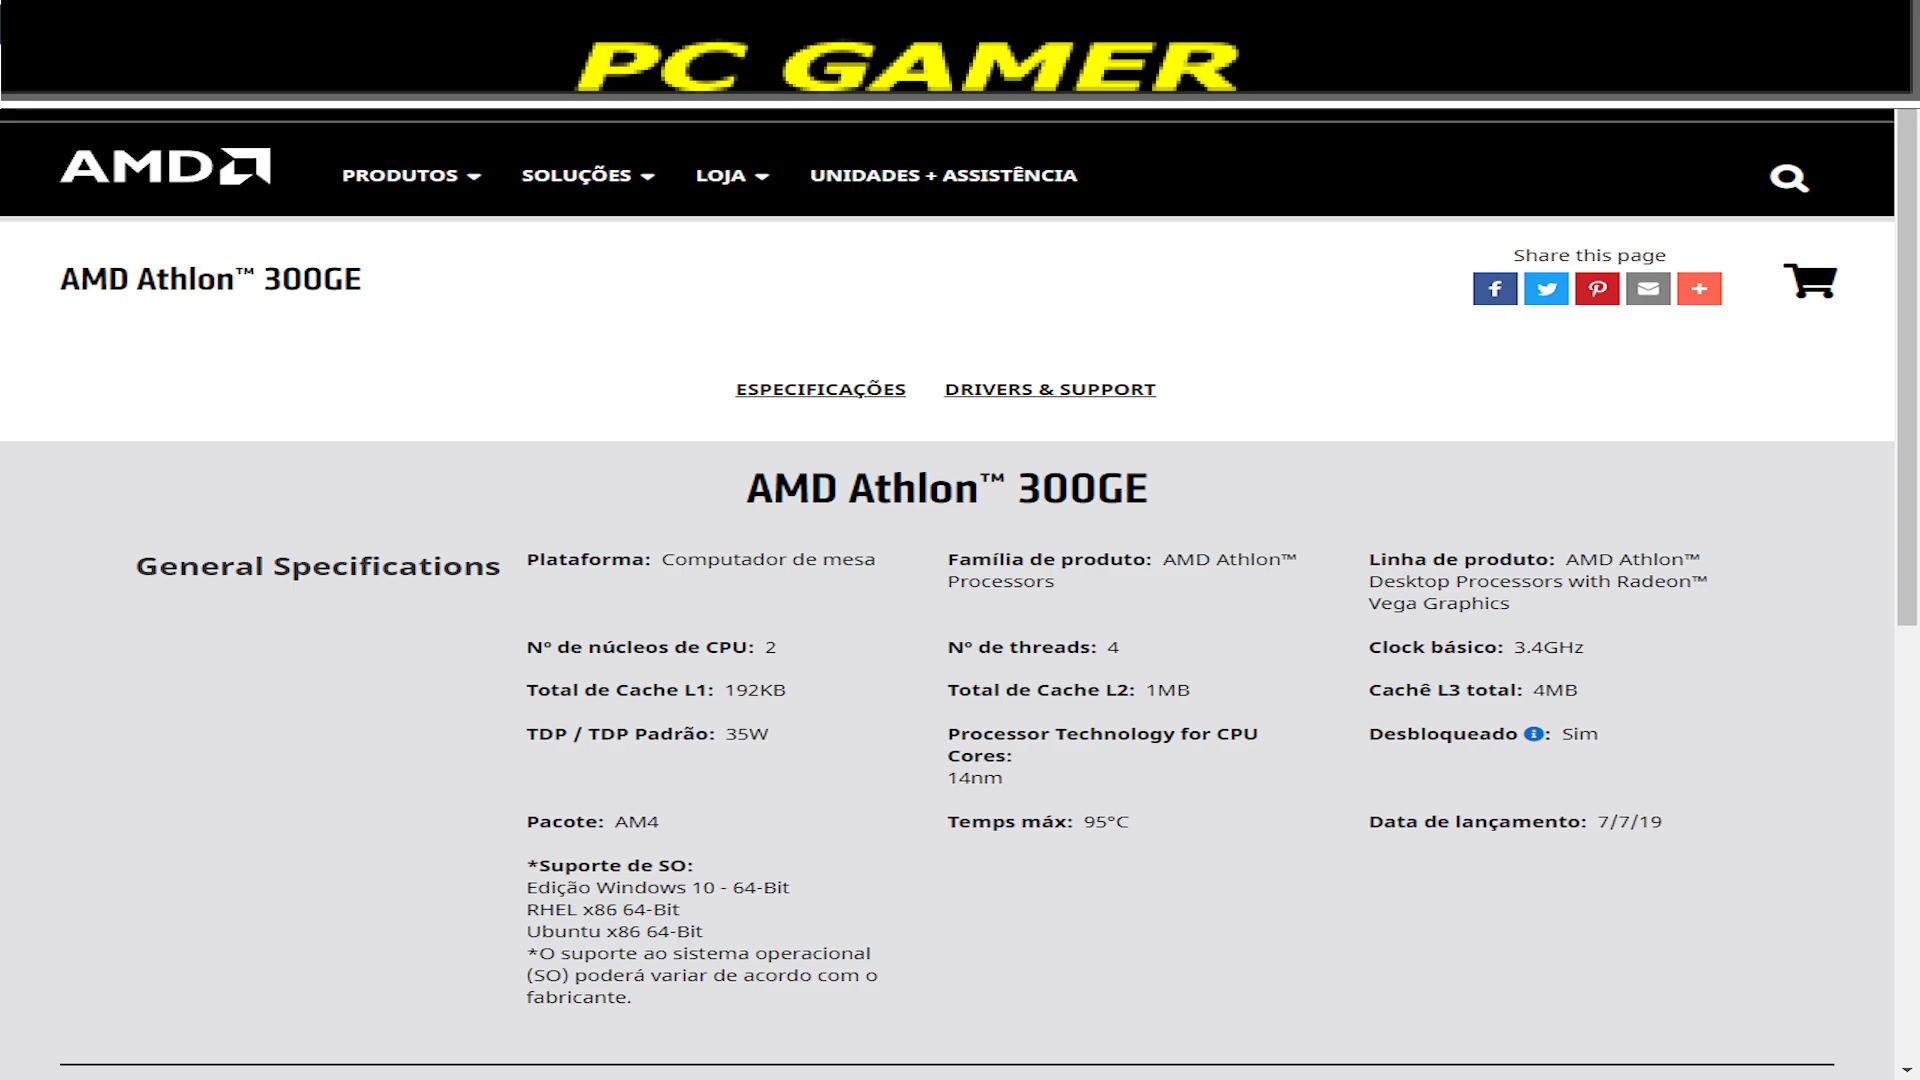 PC GAMER
AMD
PRODUTOS SOLUÇÕES LOJA UNIDADES + ASSISTÊNCIA
Share this page
AMD Athlon™ 300GE
ESPECIFICAÇÕES DRIVERS & SUPPORT
AMD Athlon™ 300GE
General Specifications
Plataforma: Computador de mesa
Família de produto: AMD Athlon™
Processors
Linha de produto: AMD Athlon™
Desktop Processors with Radeon™
Vega Graphics
Nº de núcleos de CPU: 2
Nº de threads: 4
Clock básico: 3.4GHz
Total de Cache L1: 192KB
Total de Cache L2: 1MB
Cachê L3 total: 4MB
TDP / TDP Padrão: 35W
Processor Technology for CPU
Cores:
14nm
Desbloqueado : Sim
Pacote: AM4
Temps máx: 95°C
Data de lançamento: 7/7/19
*Suporte de SO:
Edição Windows 10 - 64-Bit
RHEL x86 64-Bit
Ubuntu x86 64-Bit
*O suporte ao sistema operacional
(SO) poderá variar de acordo com o
fabricante.